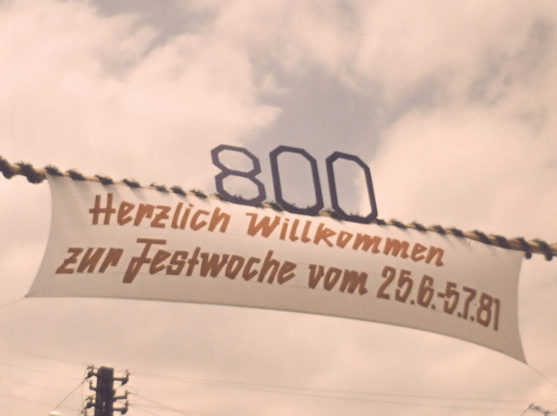 800
Herzlich Willkommen
zur Festwoche vom 25.6.-5.7.81